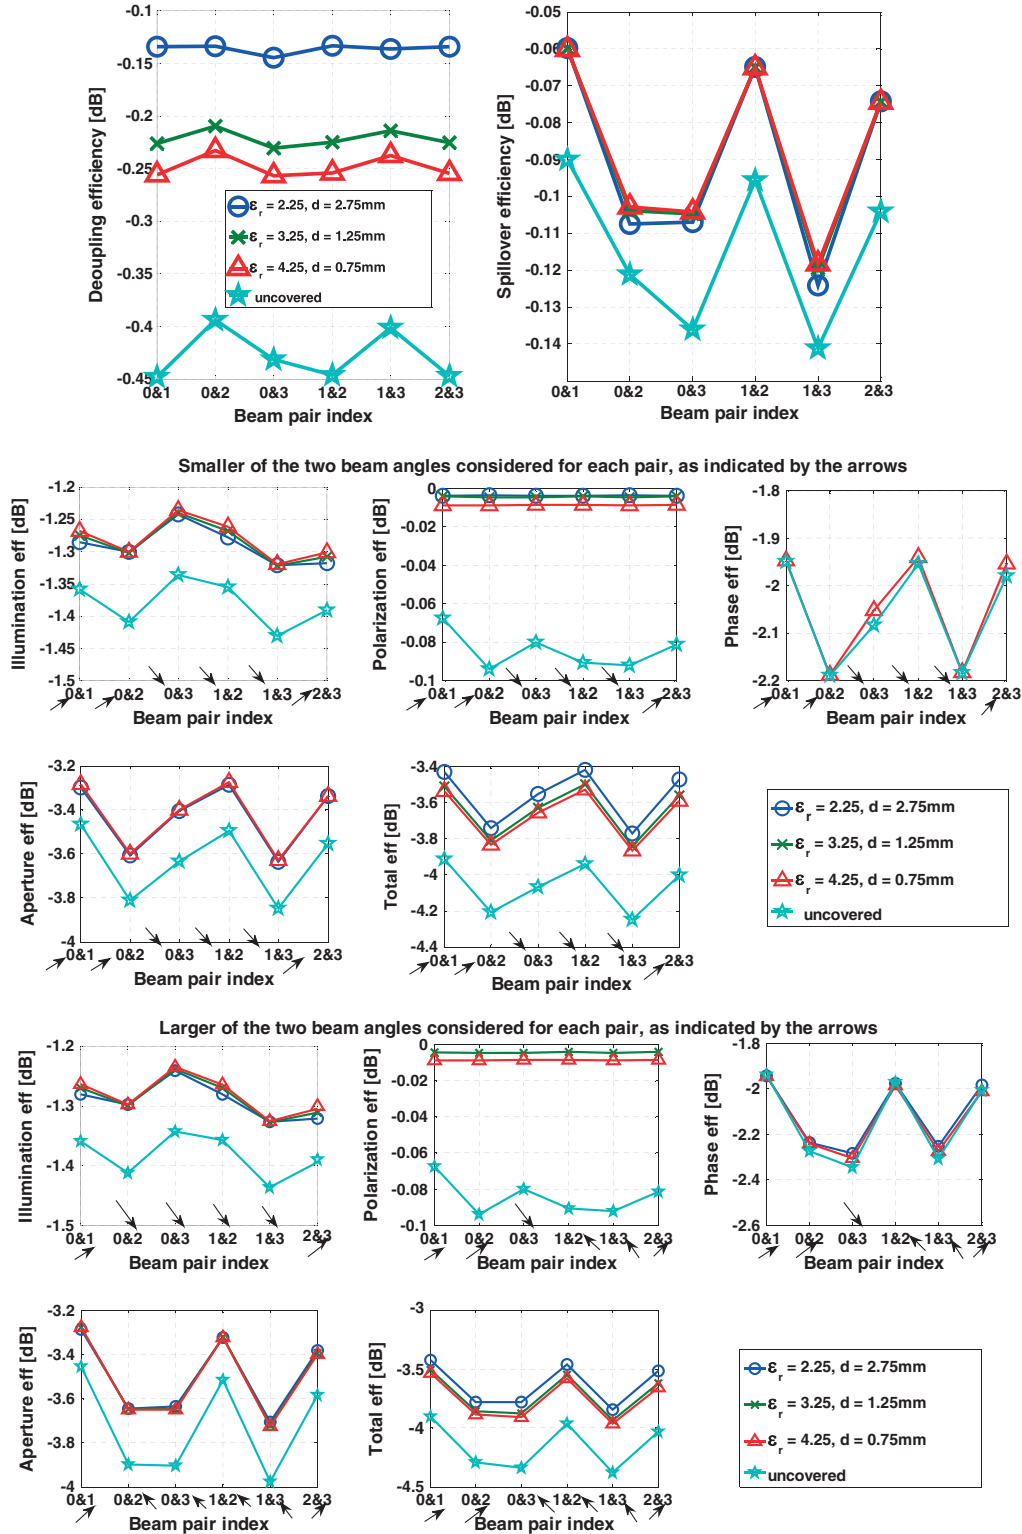 -0.1
-0.15
-0.2
-0.25
-0.3
-0.35
-0.4
-0.45
Deoupling efficiency [dB]
ε r = 2.25, d = 2.75mm
ε r = 3.25, d = 1.25mm
ε r = 4.25, d = 0.75mm
uncovered
0&1 0&2 0&3 1&2 1&3 2&3
Beam pair index
-0.05
-0.06
-0.07
-0.08
-0.09
-0.1
-0.11
-0.12
-0.13
-0.14
Spillover efficiency [dB]
0&1 0&2 0&3 1&2 1&3 2&3
Beam pair index
Smaller of the two beam angles considered for each pair, as indicated by the arrows
-1.2
-1.25
-1.3
-1.35
-1.4
-1.45
-1.5
Illumination eff [dB]
0&1 0&2 0&3 1&2 1&3 2&3
Beam pair index
0
-0.02
-0.04
-0.06
-0.08
-0.1
Polarization eff [dB]
0&1 0&2 0&3 1&2 1&3 2&3
Beam pair index
-1.8
-1.9
-2
-2.1
-2.2
Phase eff [dB]
0&1 0&2 0&3 1&2 1&3 2&3
Beam pair index
-3.2
-3.4
-3.6
-3.8
-4
Aperture eff [dB]
0&1 0&2 0&3 1&2 1&3 2&3
Beam pair index
-3.4
-3.6
-3.8
-4
-4.2
-4.4
Total eff [dB]
0&1 0&2 0&3 1&2 1&3 2&3
Beam pair index
ε r = 2.25, d = 2.75mm
ε r = 3.25, d = 1.25mm
ε r = 4.25, d = 0.75mm
uncovered
Larger of the two beam angles considered for each pair, as indicated by the arrows
-1.2
-1.3
-1.4
-1.5
Illumination eff [dB]
0&1 0&2 0&3 1&2 1&3 2&3
Beam pair index
0
-0.02
-0.04
-0.06
-0.08
-0.1
Polarization eff [dB]
0&1 0&2 0&3 1&2 1&3 2&3
Beam pair index
-1.8
-2
-2.2
-2.4
-2.6
Phase eff [dB]
0&1 0&2 0&3 1&2 1&3 2&3
Beam pair index
-3.2
-3.4
-3.6
-3.8
-4
Aperture eff [dB]
0&1 0&2 0&3 1&2 1&3 2&3
Beam pair index
-3
-3.5
-4
-4.5
Total eff [dB]
0&1 0&2 0&3 1&2 1&3 2&3
Beam pair index
ε r = 2.25, d = 2.75mm
ε r = 3.25, d = 1.25mm
ε r = 4.25, d = 0.75mm
uncovered